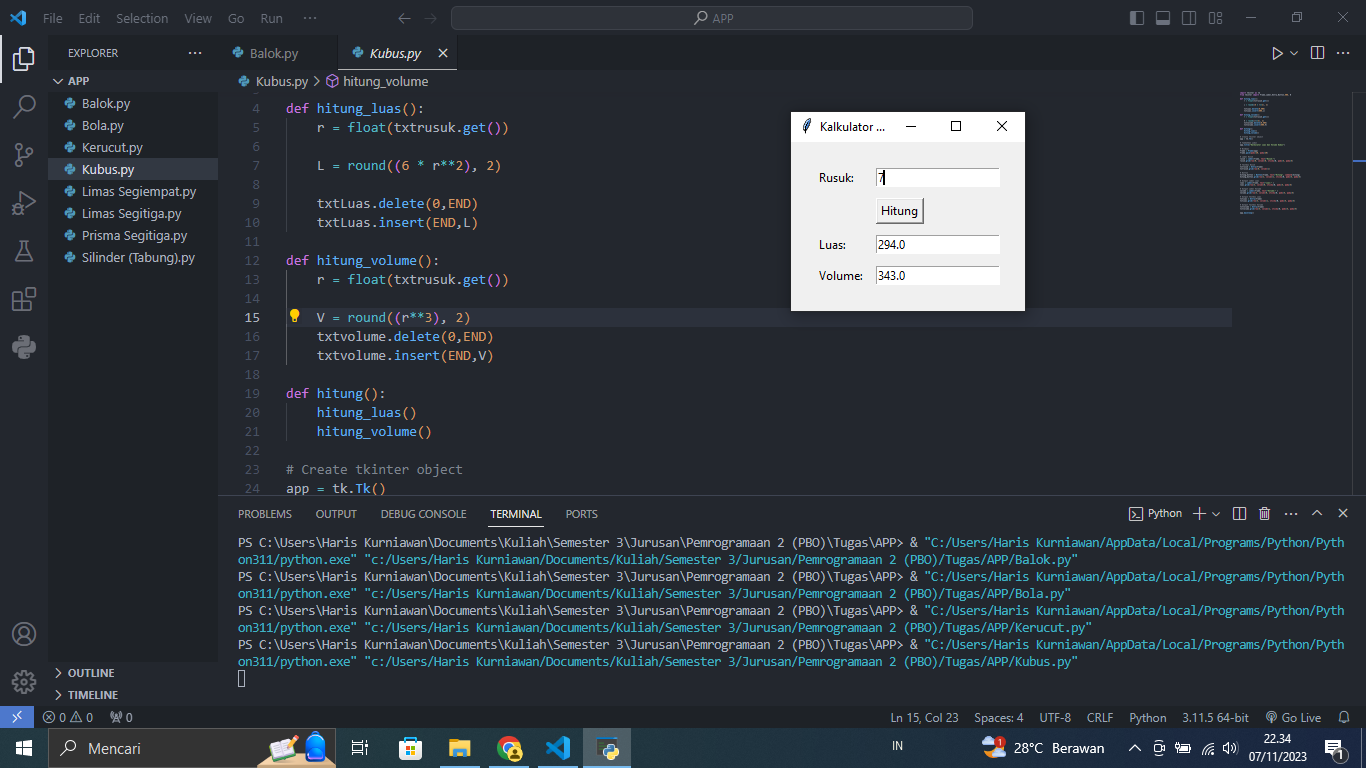 File Edit Selection View Go Run ··· APP
EXPLORER ···
Balok.py
Kubus.py
APP
Balok.py
Bola.py
Kerucut.py
Kubus.py
Limas Segiempat.py
Limas Segitiga.py
Prisma Segitiga.py
Silinder (Tabung).py
OUTLINE
TIMELINE
Kubus.py > hitung_volume
4 def hitung_luas():
5 r = float(txtrusuk.get())
6
7 L = round((6 * r**2), 2)
8
9 txtLuas.delete(0,END)
10 txtLuas.insert(END,L)
11
12 def hitung_volume():
13 r = float(txtrusuk.get())
14
15 V = round((r**3), 2)
16 txtvolume.delete(0,END)
17 txtvolume.insert(END,V)
18
19 def hitung():
20 hitung_luas()
21 hitung_volume()
22
23 # Create tkinter object
24 app = tk.Tk()
Kalkulator ...
Rusuk: 7
Hitung
Luas: 294.0
Volume: 343.0
PROBLEMS OUTPUT DEBUG CONSOLE TERMINAL PORTS
Python
PS C:\Users\Haris Kurniawan\Documents\Kuliah\Semester 3\Jurusan\Pemrogramaan 2 (PBO)\Tugas\APP> & "C:/Users/Haris Kurniawan/AppData/Local/Programs/Python/Pyth
on311/python.exe" "c:/Users/Haris Kurniawan/Documents/Kuliah/Semester 3/Jurusan/Pemrogramaan 2 (PBO)/Tugas/APP/Balok.py"
PS C:\Users\Haris Kurniawan\Documents\Kuliah\Semester 3\Jurusan\Pemrogramaan 2 (PBO)\Tugas\APP> & "C:/Users/Haris Kurniawan/AppData/Local/Programs/Python/Pyth
on311/python.exe" "c:/Users/Haris Kurniawan/Documents/Kuliah/Semester 3/Jurusan/Pemrogramaan 2 (PBO)/Tugas/APP/Bola.py"
PS C:\Users\Haris Kurniawan\Documents\Kuliah\Semester 3\Jurusan\Pemrogramaan 2 (PBO)\Tugas\APP> & "C:/Users/Haris Kurniawan/AppData/Local/Programs/Python/Pyth
on311/python.exe" "c:/Users/Haris Kurniawan/Documents/Kuliah/Semester 3/Jurusan/Pemrogramaan 2 (PBO)/Tugas/APP/Kerucut.py"
PS C:\Users\Haris Kurniawan\Documents\Kuliah\Semester 3\Jurusan\Pemrogramaan 2 (PBO)\Tugas\APP> & "C:/Users/Haris Kurniawan/AppData/Local/Programs/Python/Pyth
on311/python.exe" "c:/Users/Haris Kurniawan/Documents/Kuliah/Semester 3/Jurusan/Pemrogramaan 2 (PBO)/Tugas/APP/Kubus.py"
0 0 0 Ln 15, Col 23 Spaces: 4 UTF-8 CRLF Python 3.11.5 64-bit Go Live
Mencari
IN
1
28°C Berawan
22.34
07/11/2023
1